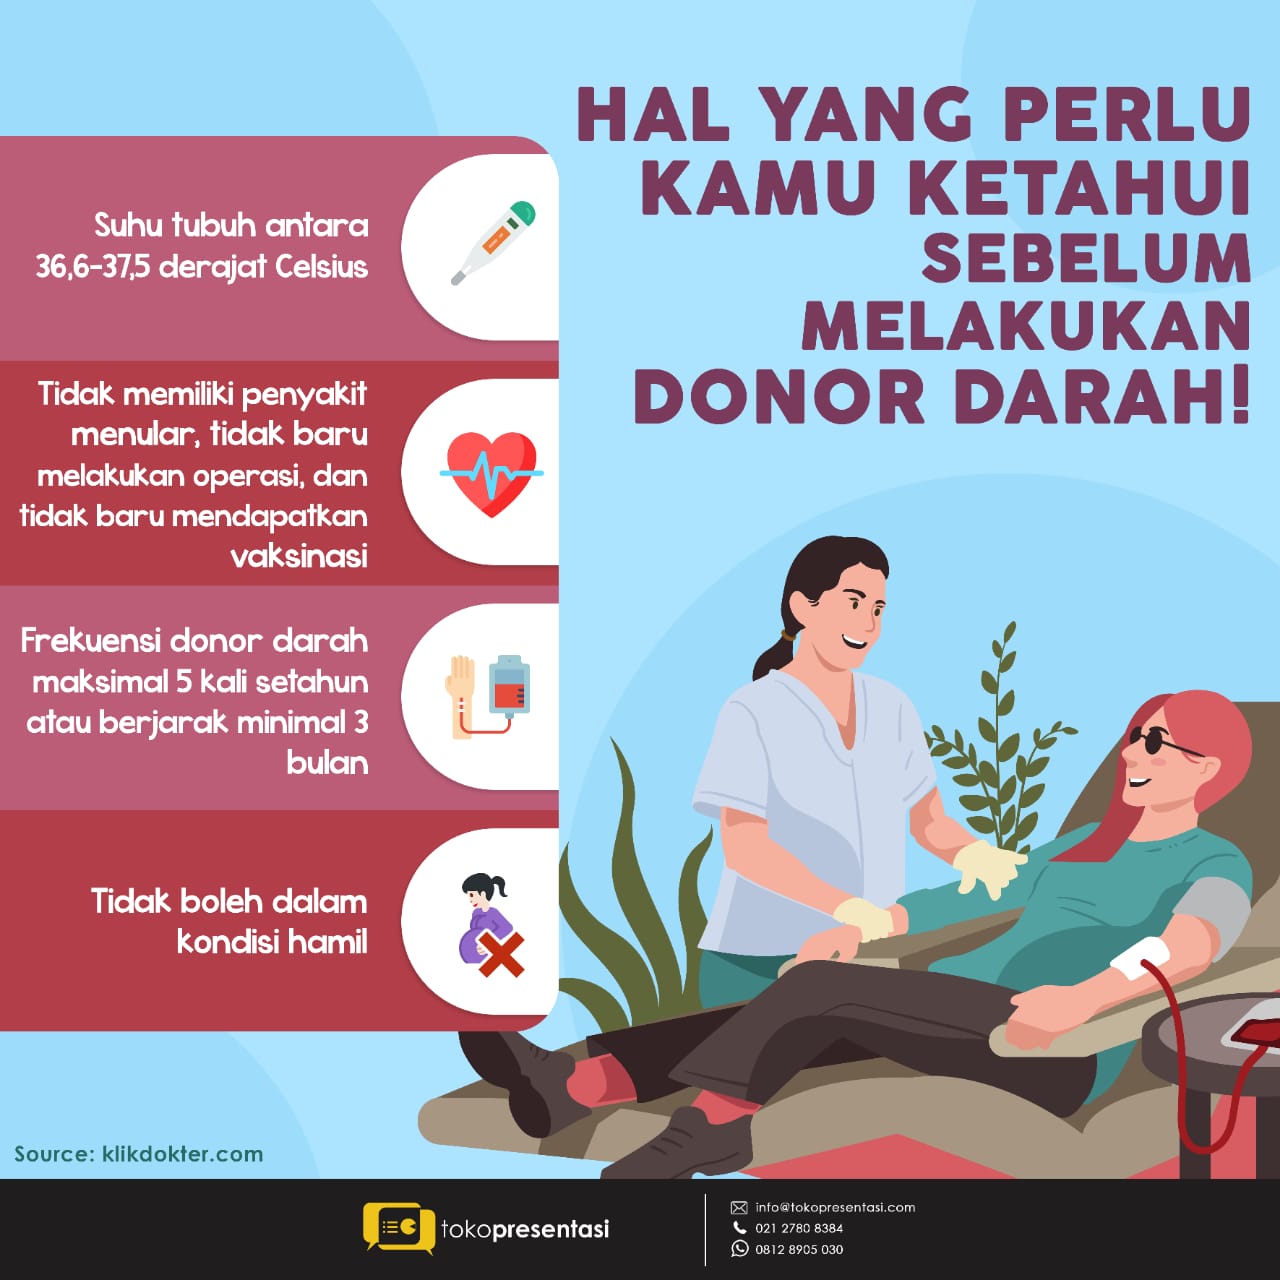 HAL YANG PERLU
KAMU KETAHUI
SEBELUM
MELAKUKAN
DONOR DARAH!
Suhu tubuh antara
36,6-37,5 derajat Celsius
Tidak memiliki penyakit
menular, tidak baru
melakukan operasi, dan
tidak baru mendapatkan
vaksinasi
Frekuensi donor darah
maksimal 5 kali setahun
atau berjarak minimal 3
bulan
Tidak boleh dalam
kondisi hamil
Source: klikdokter.com
tokopresentasi
info@tokopresentasi.com
021 2780 8384
0812 8905 030